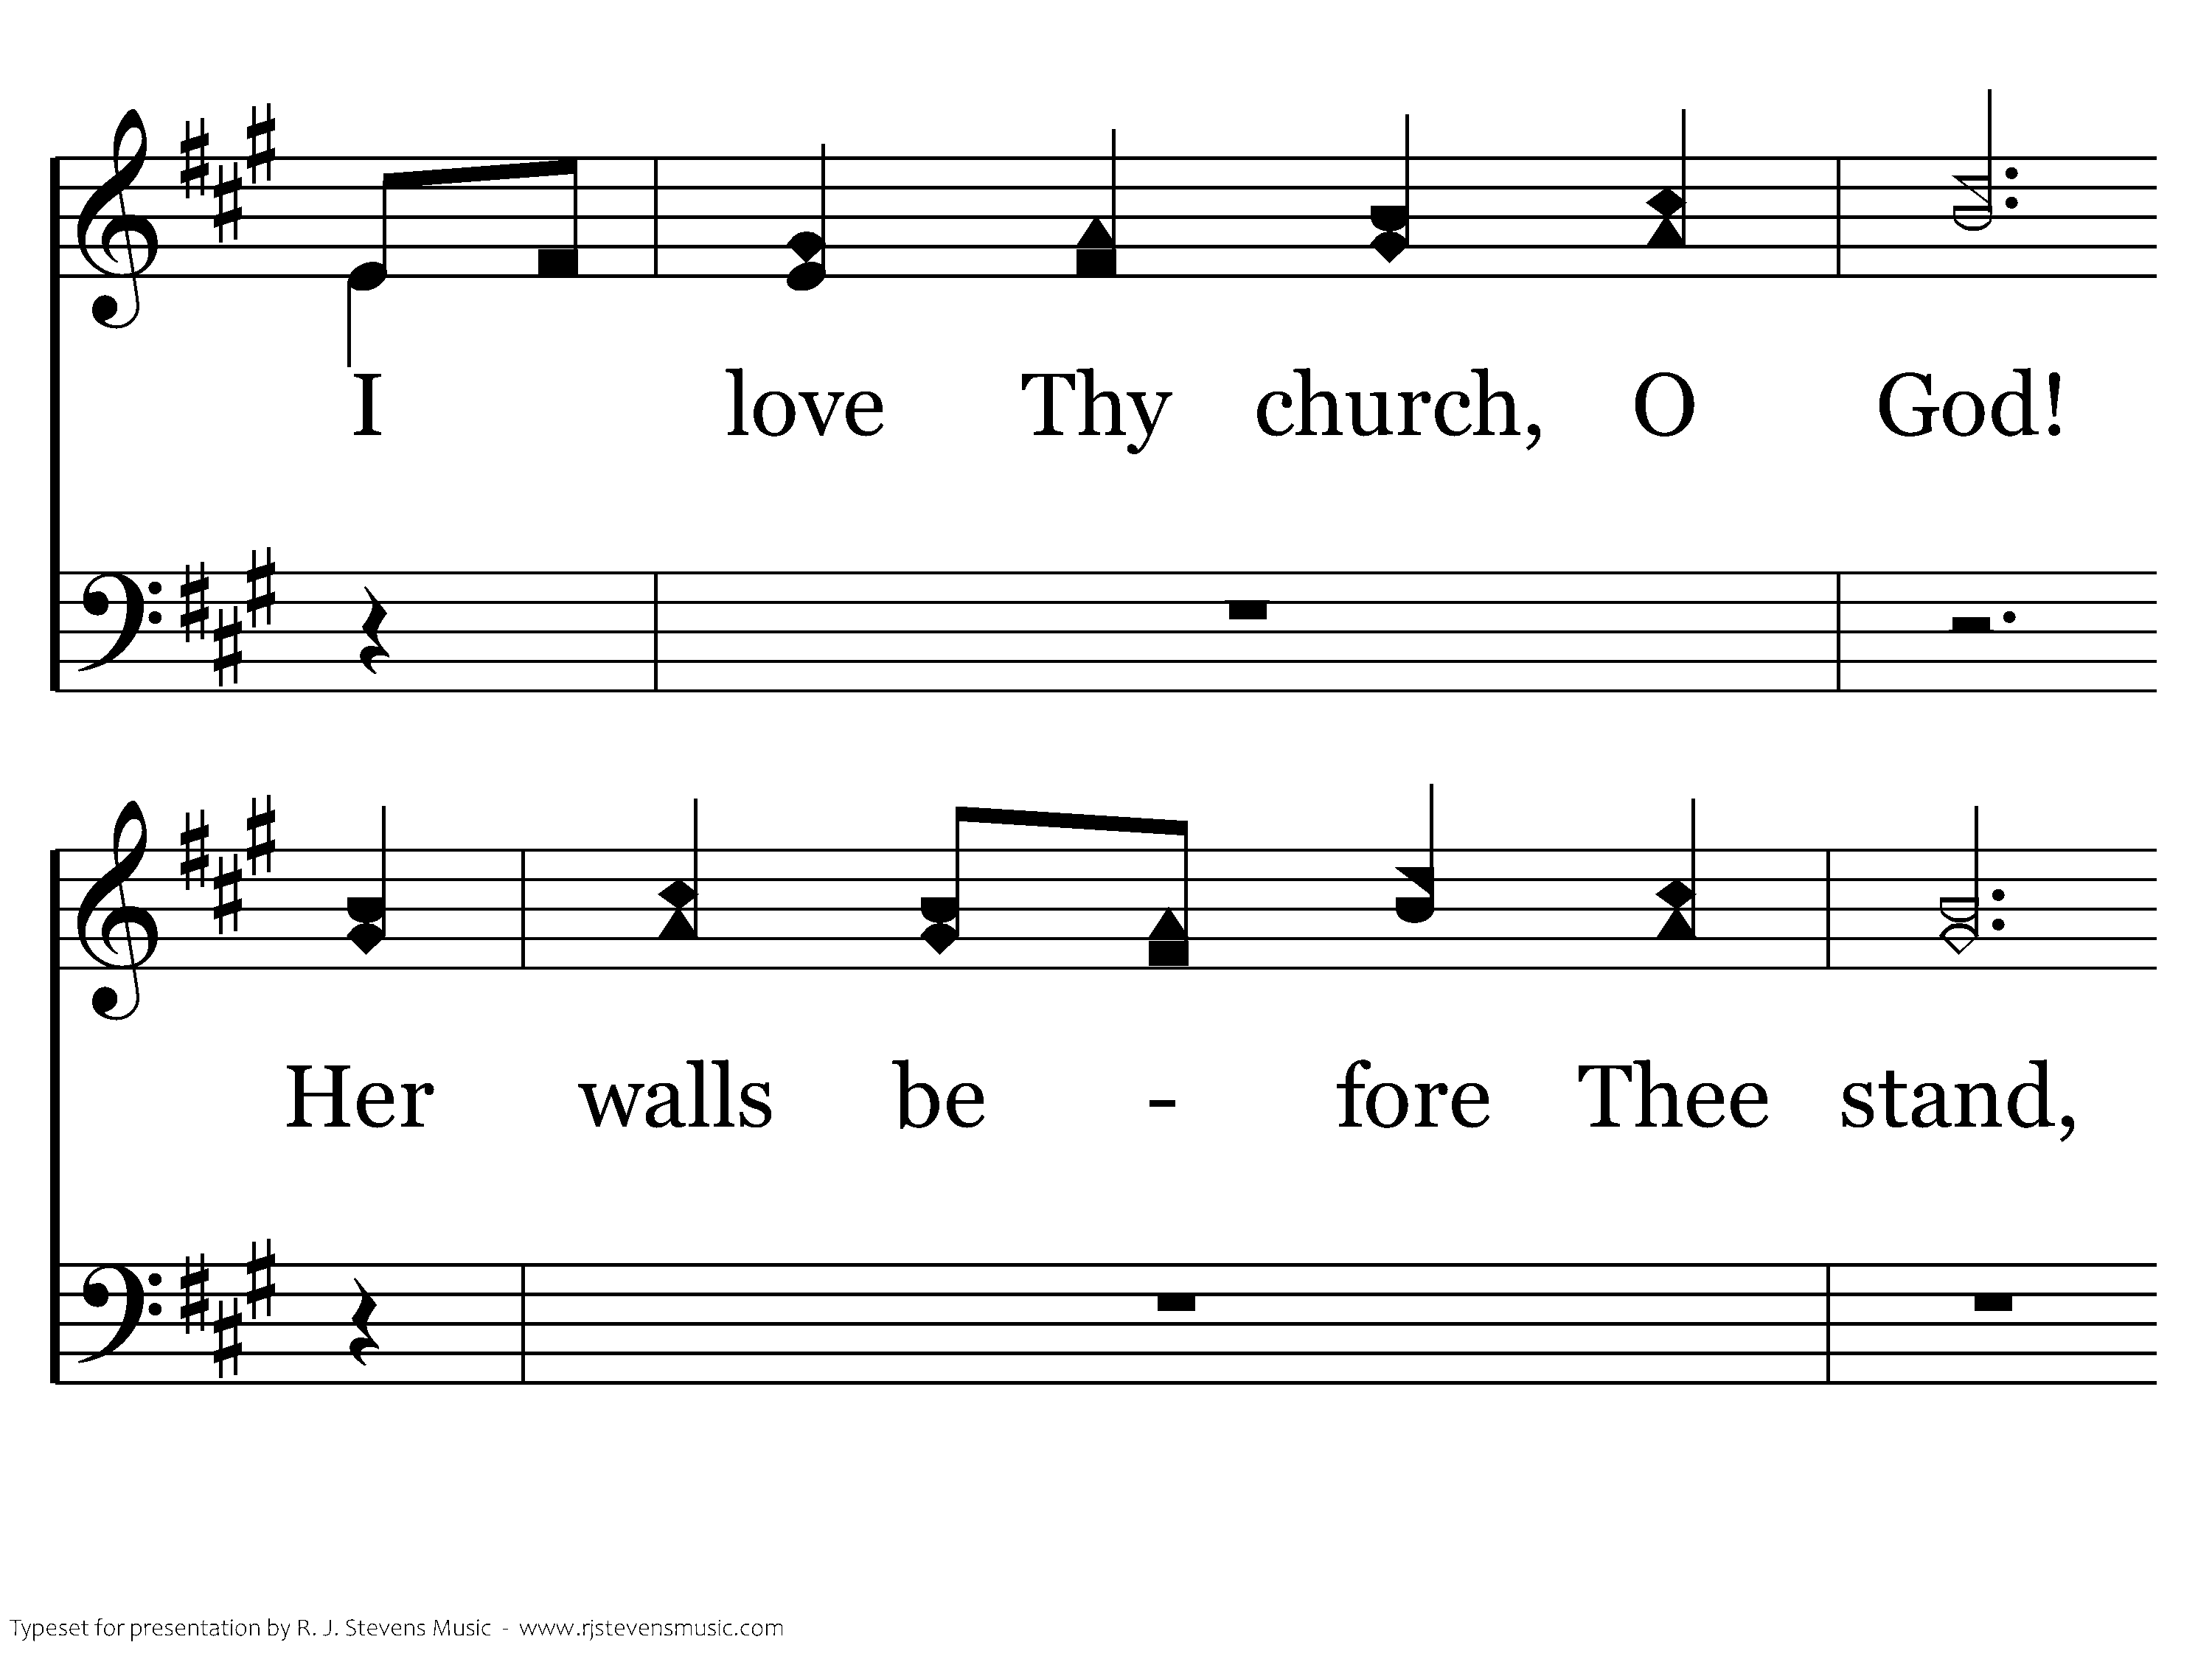 I love Thy church, O God!
Her walls be - fore Thee stand,
Typeset for presentation by R. J. Stevens Music - www.rjstevensmusic.com